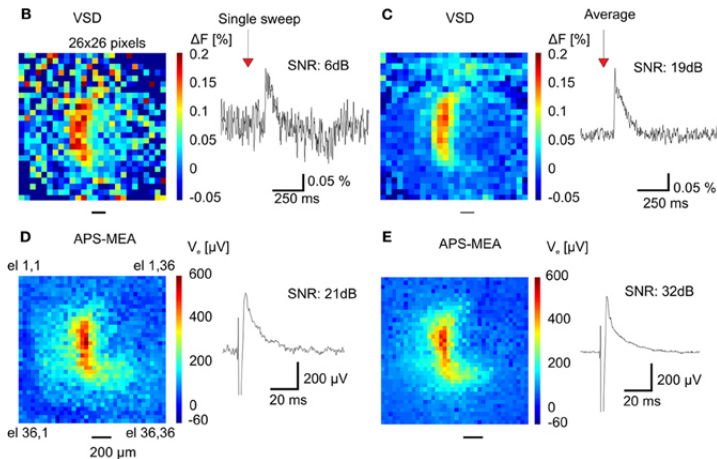 B
VSD
Single sweep
26x26 pixels
ΔF [%]
0.2
0.1
0.05
0
-0.05
SNR: 6dB
0.05 %
250 ms
C
VSD
Average
ΔF [%]
0.2
0.1
0.05
0
-0.05
SNR: 19dB
0.05 %
250 ms
D
APS-MEA
el 1,1
el 1,36
Ve [µV]
600
400
200
0
-60
SNR: 21dB
200 µV
20 ms
el 36,1
el 36,36
200 µm
E
APS-MEA
Ve [µV]
600
400
200
0
-60
SNR: 32dB
200 µV
20 ms